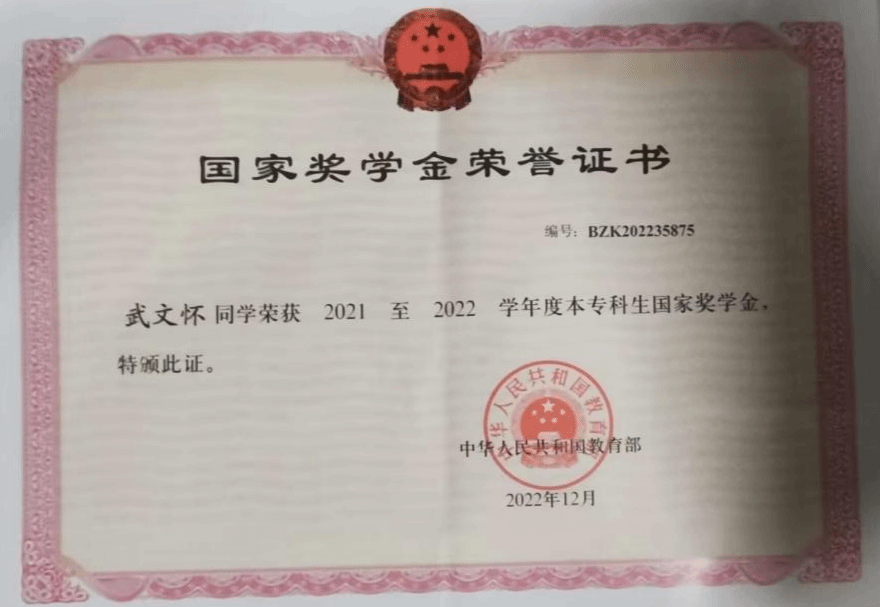 国家奖学金荣誉证书
编号：BZK202235875
武文怀同学荣获 2021 至 2022 学年度本专科生国家奖学金，
特颁此证。
中华人民共和国教育部
中华人民共和国教育部
2022年12月